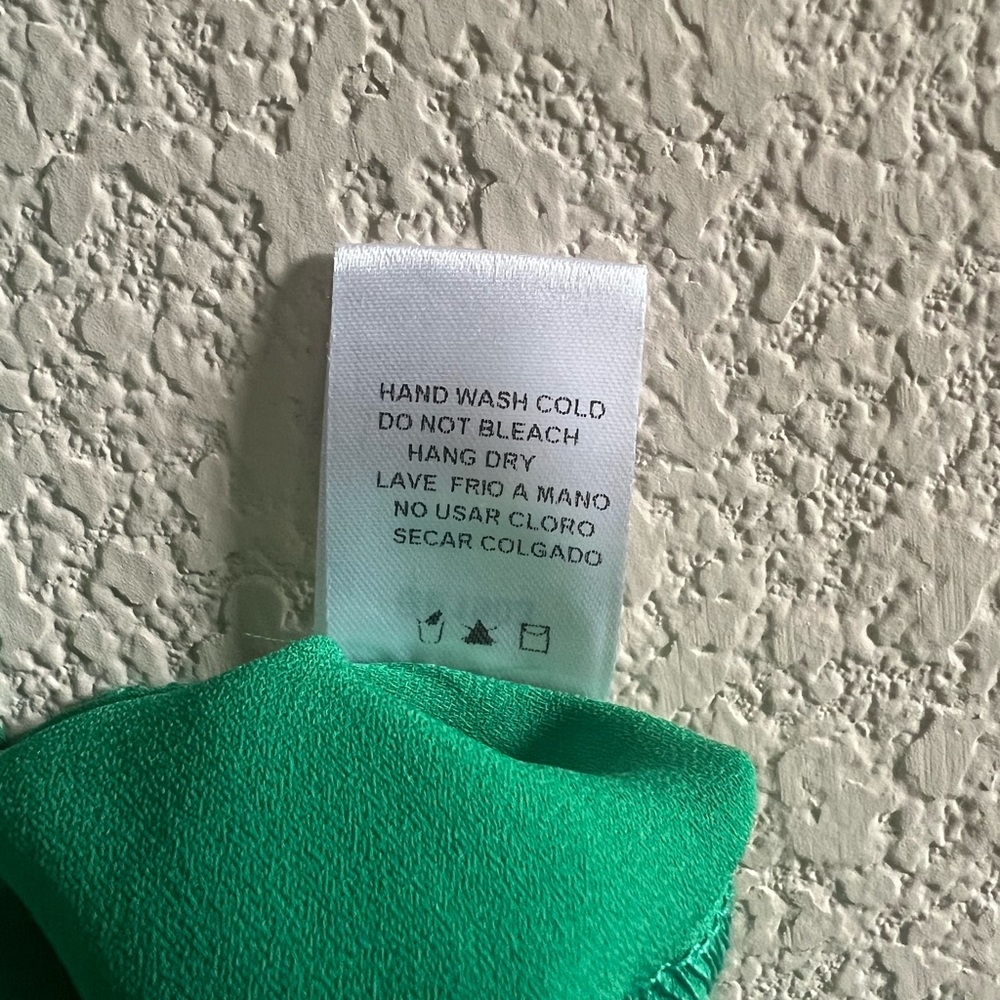 HAND WASH COLD
DO NOT BLEACH
HANG DRY
LAVE FRIO A MANO
NO USAR CLORO
SECAR COLGADO